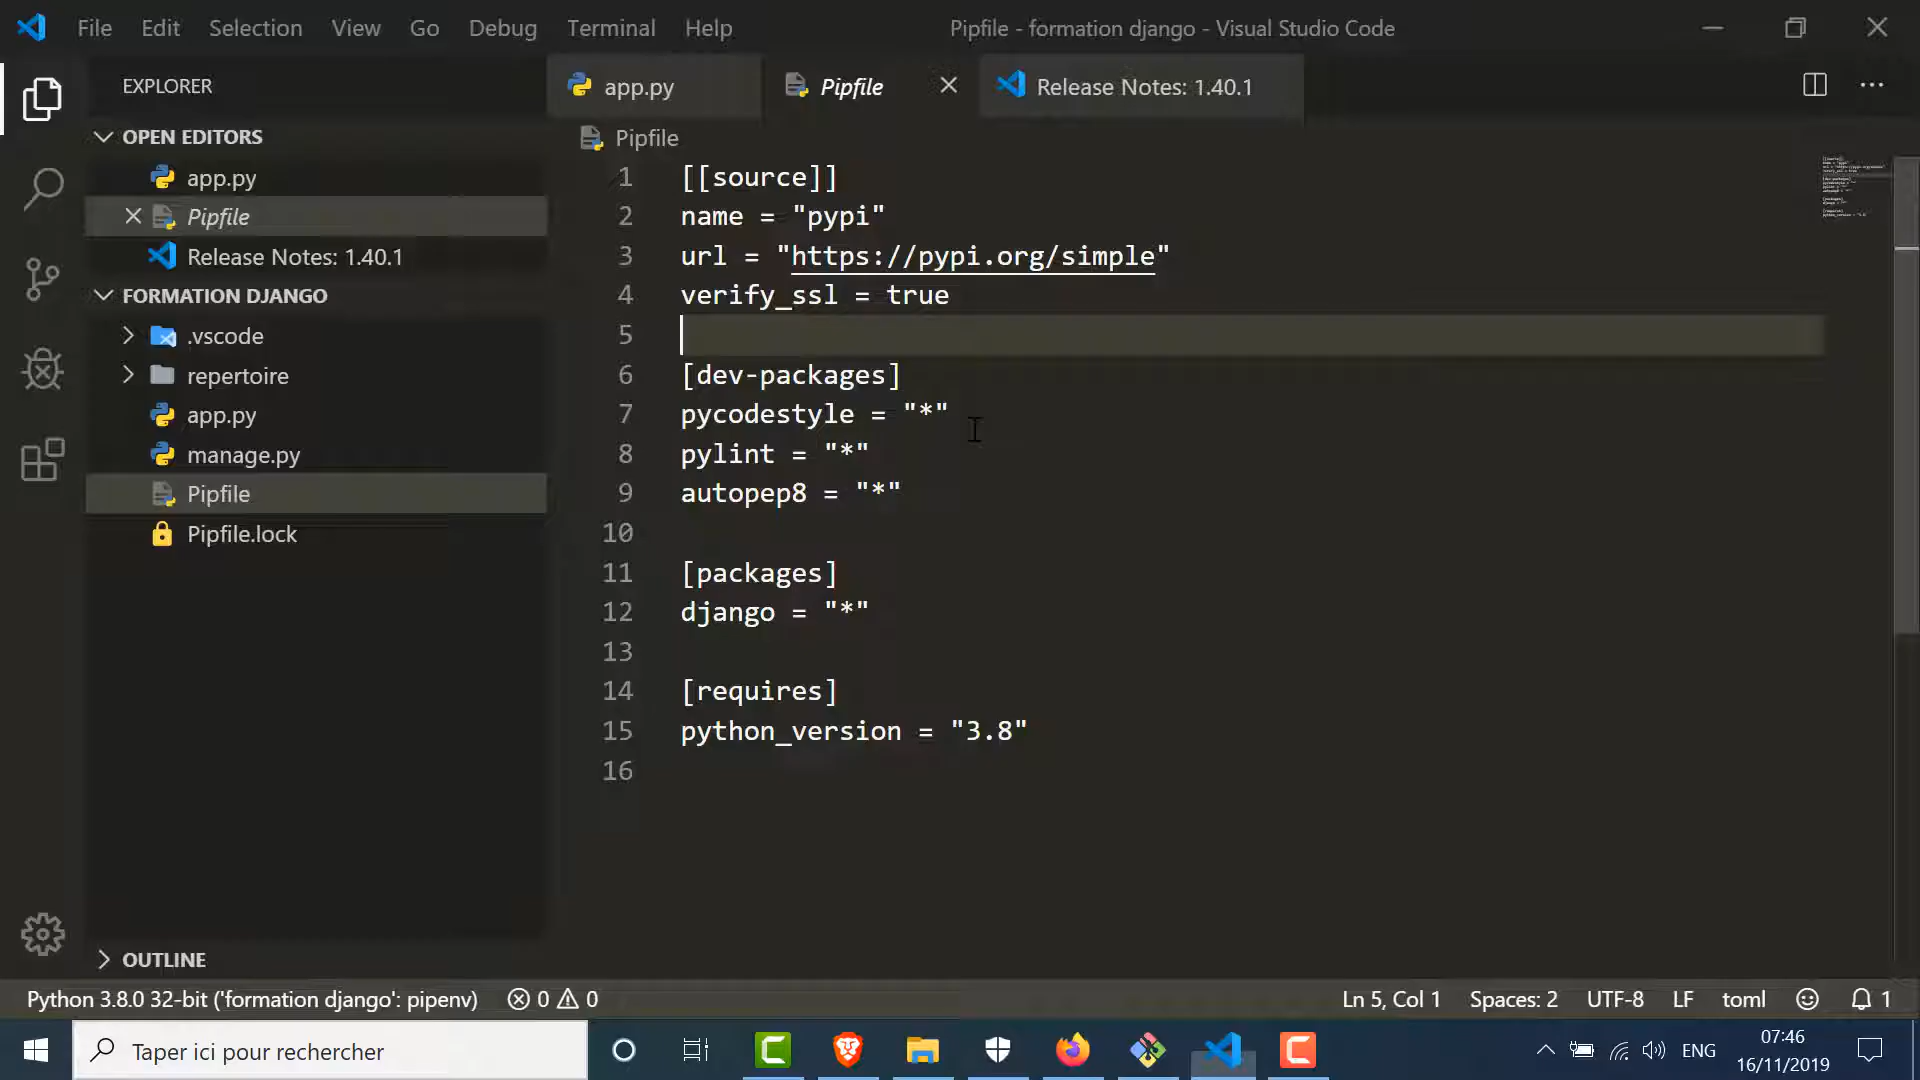 File Edit Selection View Go Debug Terminal Help
Pipfile - formation django - Visual Studio Code
EXPLORER
OPEN EDITORS
app.py
Pipfile
Release Notes: 1.40.1
FORMATION DJANGO
.vscode
repertoire
app.py
manage.py
Pipfile
Pipfile.lock
OUTLINE
app.py Pipfile Release Notes: 1.40.1
Pipfile
1 [[source]]
2 name = "pypi"
3 url = "https://pypi.org/simple"
4 verify_ssl = true
5
6 [dev-packages]
7 pycodestyle = "*"
8 pylint = "*"
9 autopep8 = "*"
10
11 [packages]
12 django = "*"
13
14 [requires]
15 python_version = "3.8"
16
Python 3.8.0 32-bit ('formation django': pipenv) 0 0 Ln 5, Col 1 Spaces: 2 UTF-8 LF toml 1
Taper ici pour rechercher
ENG
07:46
16/11/2019